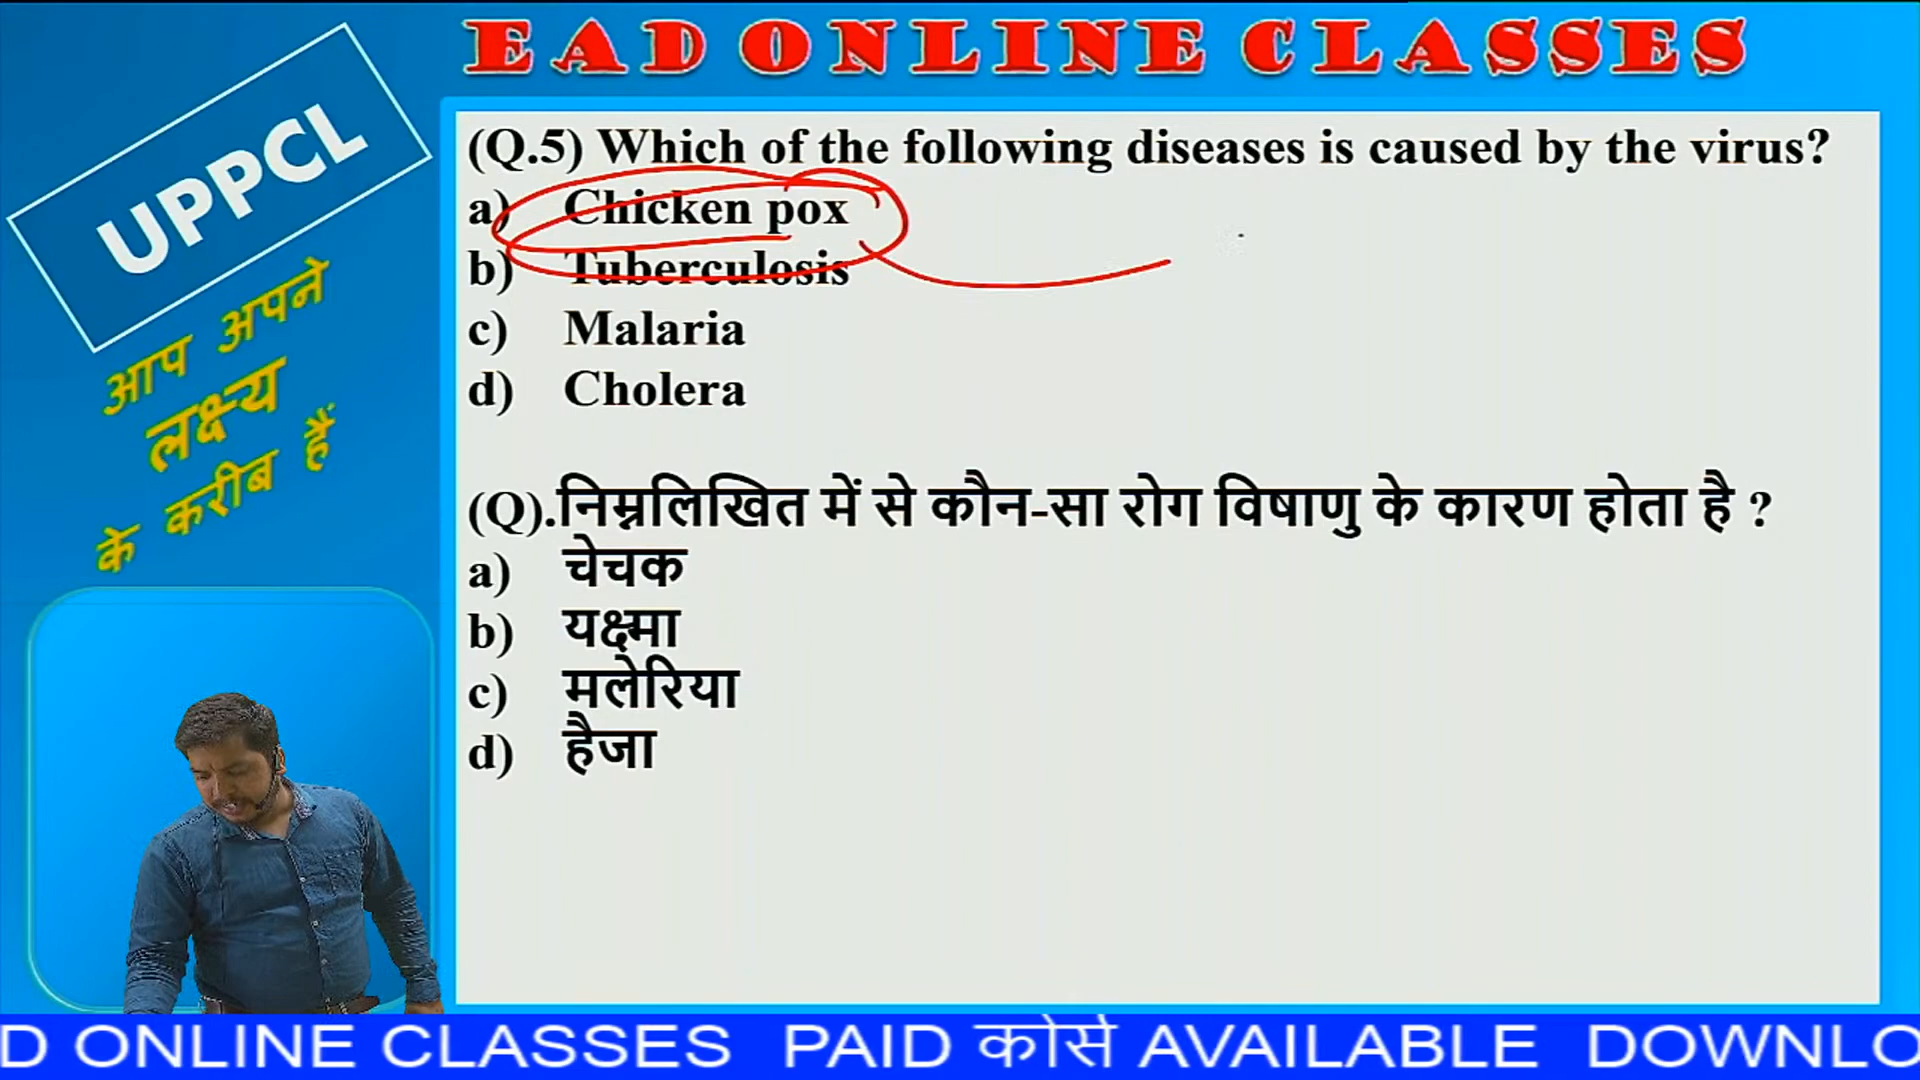 EAD ONLINE CLASSES
UPPCL
आप अपने
लक्ष्य
के करीब हैं
(Q.5) Which of the following diseases is caused by the virus?
a) Chicken pox
b) Tuberculosis
c) Malaria
d) Cholera
(Q).निम्नलिखित में से कौन-सा रोग विषाणु के कारण होता है ?
a) चेचक
b) यक्ष्मा
c) मलेरिया
d) हैजा
D ONLINE CLASSES PAID कोर्स AVAILABLE DOWNLO